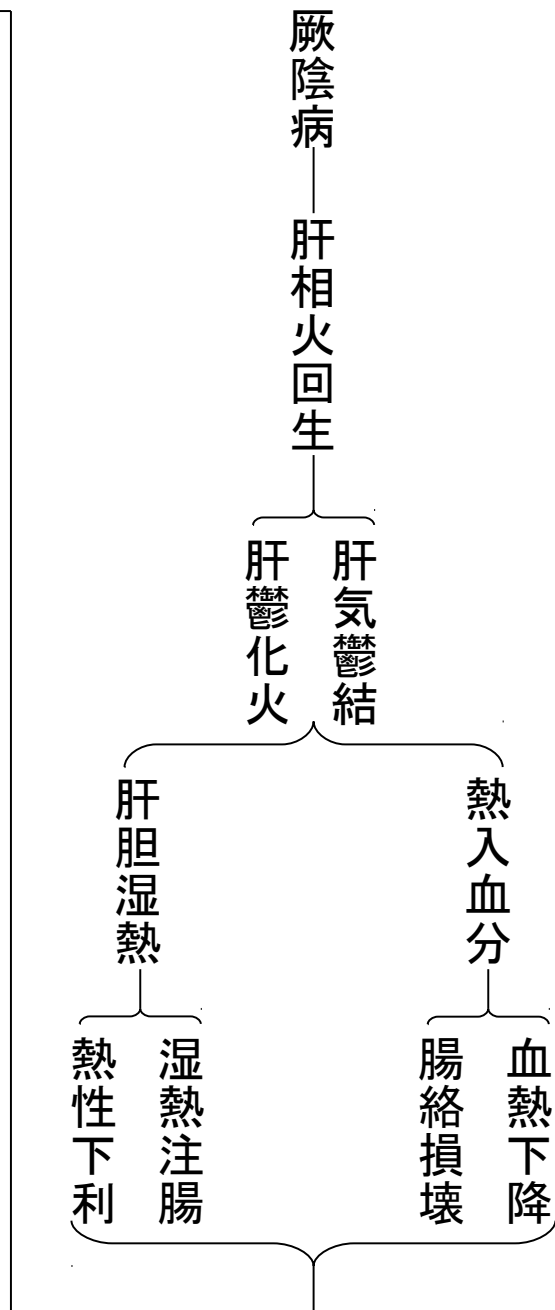 厥陰病
肝相火回生
肝気鬱結
肝鬱化火
熱入血分
肝胆湿熱
血熱下降
腸絡損壊
湿熱注腸
熱性下利